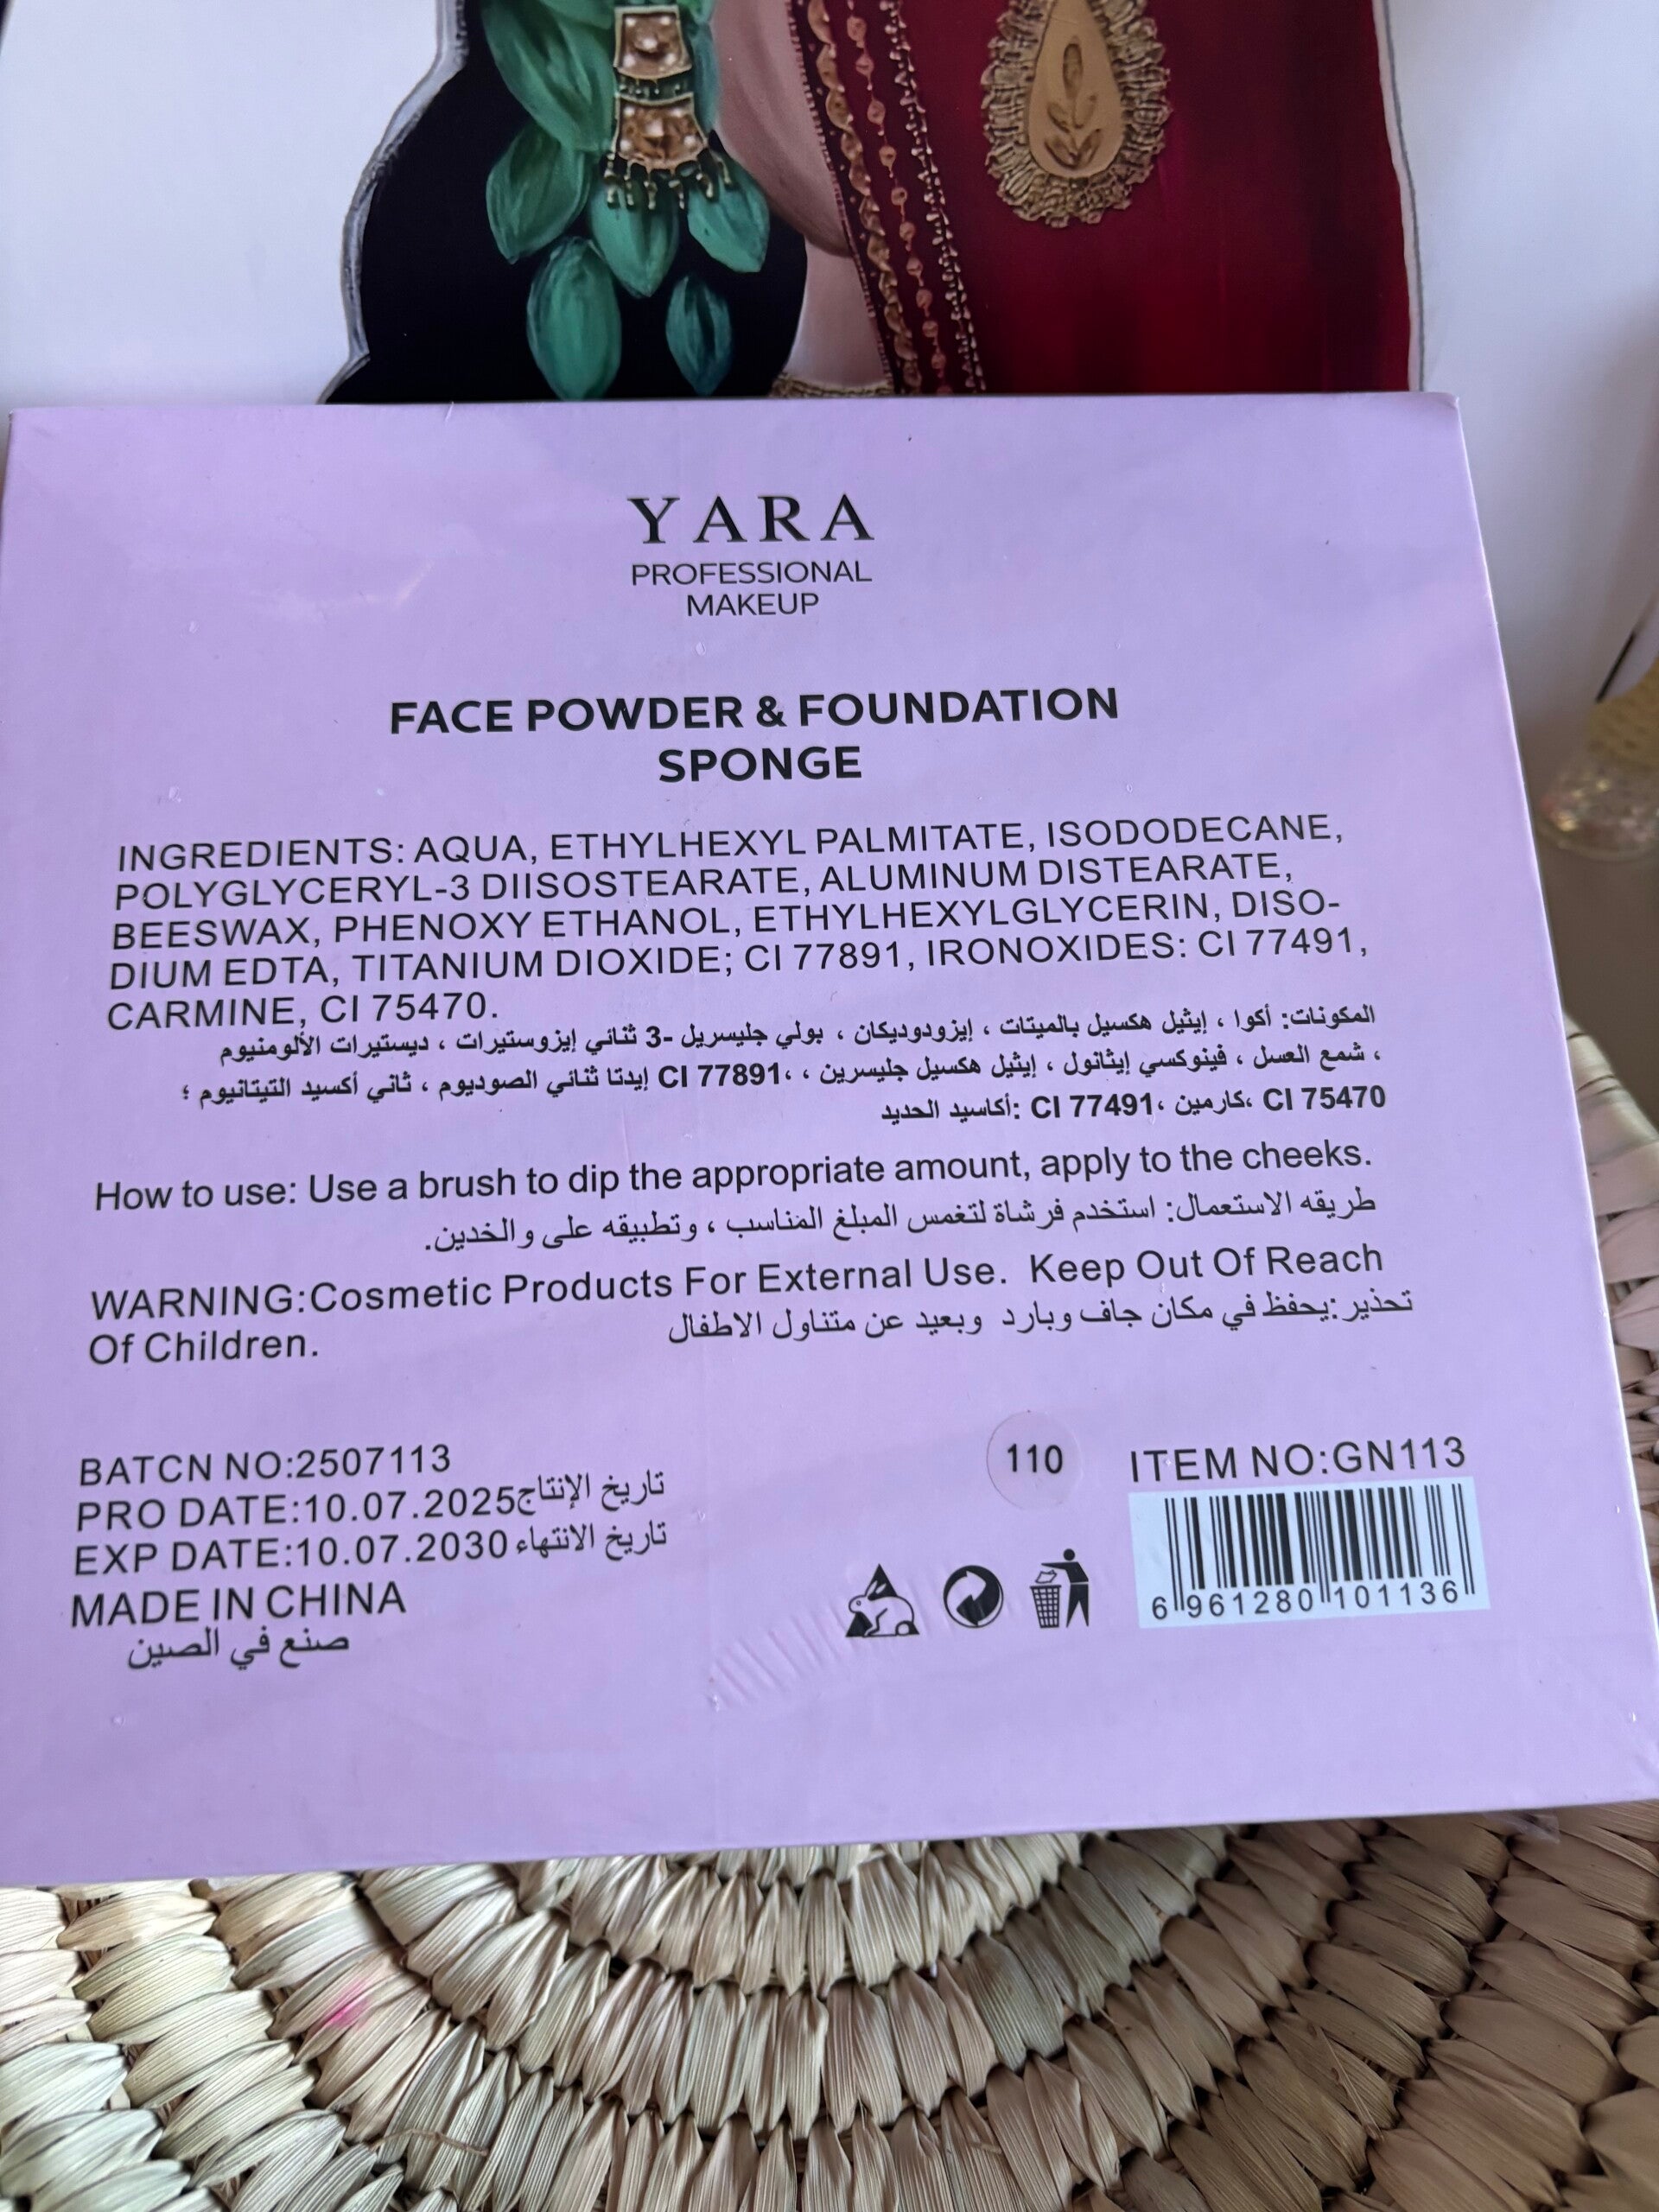 YARA
PROFESSIONAL
MAKEUP
FACE POWDER & FOUNDATION
SPONGE
INGREDIENTS: AQUA, ETHYLHEXYL PALMITATE, ISODODECANE,
POLYGLYCERYL-3 DIISOSTEARATE, ALUMINUM DISTEARATE,
BEESWAX, PHENOXY ETHANOL, ETHYLHEXYLGLYCERIN, DISO-
DIUM EDTA, TITANIUM DIOXIDE; CI 77891, IRONOXIDES: CI 77491,
CARMINE, CI 75470.
المكونات: أكوا ، إيثيل هكسيل بالميتات ، إيزودوديكان ، بولي جليسريل -3 ثنائي إيزوستيرات ، ديستيرات الألومنيوم
، شمع العسل ، فينوكسي إيثانول ، إيثيل هكسيل جليسرين ، ،CI 77891 إيدتا ثنائي الصوديوم ، ثاني أكسيد التيتانيوم ؛
أكاسيد الحديد: CI 77491، كارمين، CI 75470
How to use: Use a brush to dip the appropriate amount, apply to the cheeks.
طريقه الاستعمال: استخدم فرشاة لتغمس المبلغ المناسب ، وتطبيقه على والخدين.
WARNING:Cosmetic Products For External Use. Keep Out Of Reach
Of Children.
تحذير:يحفظ في مكان جاف وبارد وبعيد عن متناول الاطفال
BATCN NO:2507113
PRO DATE:10.07.2025تاريخ الإنتاج
EXP DATE:10.07.2030تاريخ الانتهاء
MADE IN CHINA
صنع في الصين
110
ITEM NO:GN113
6 961280 101136